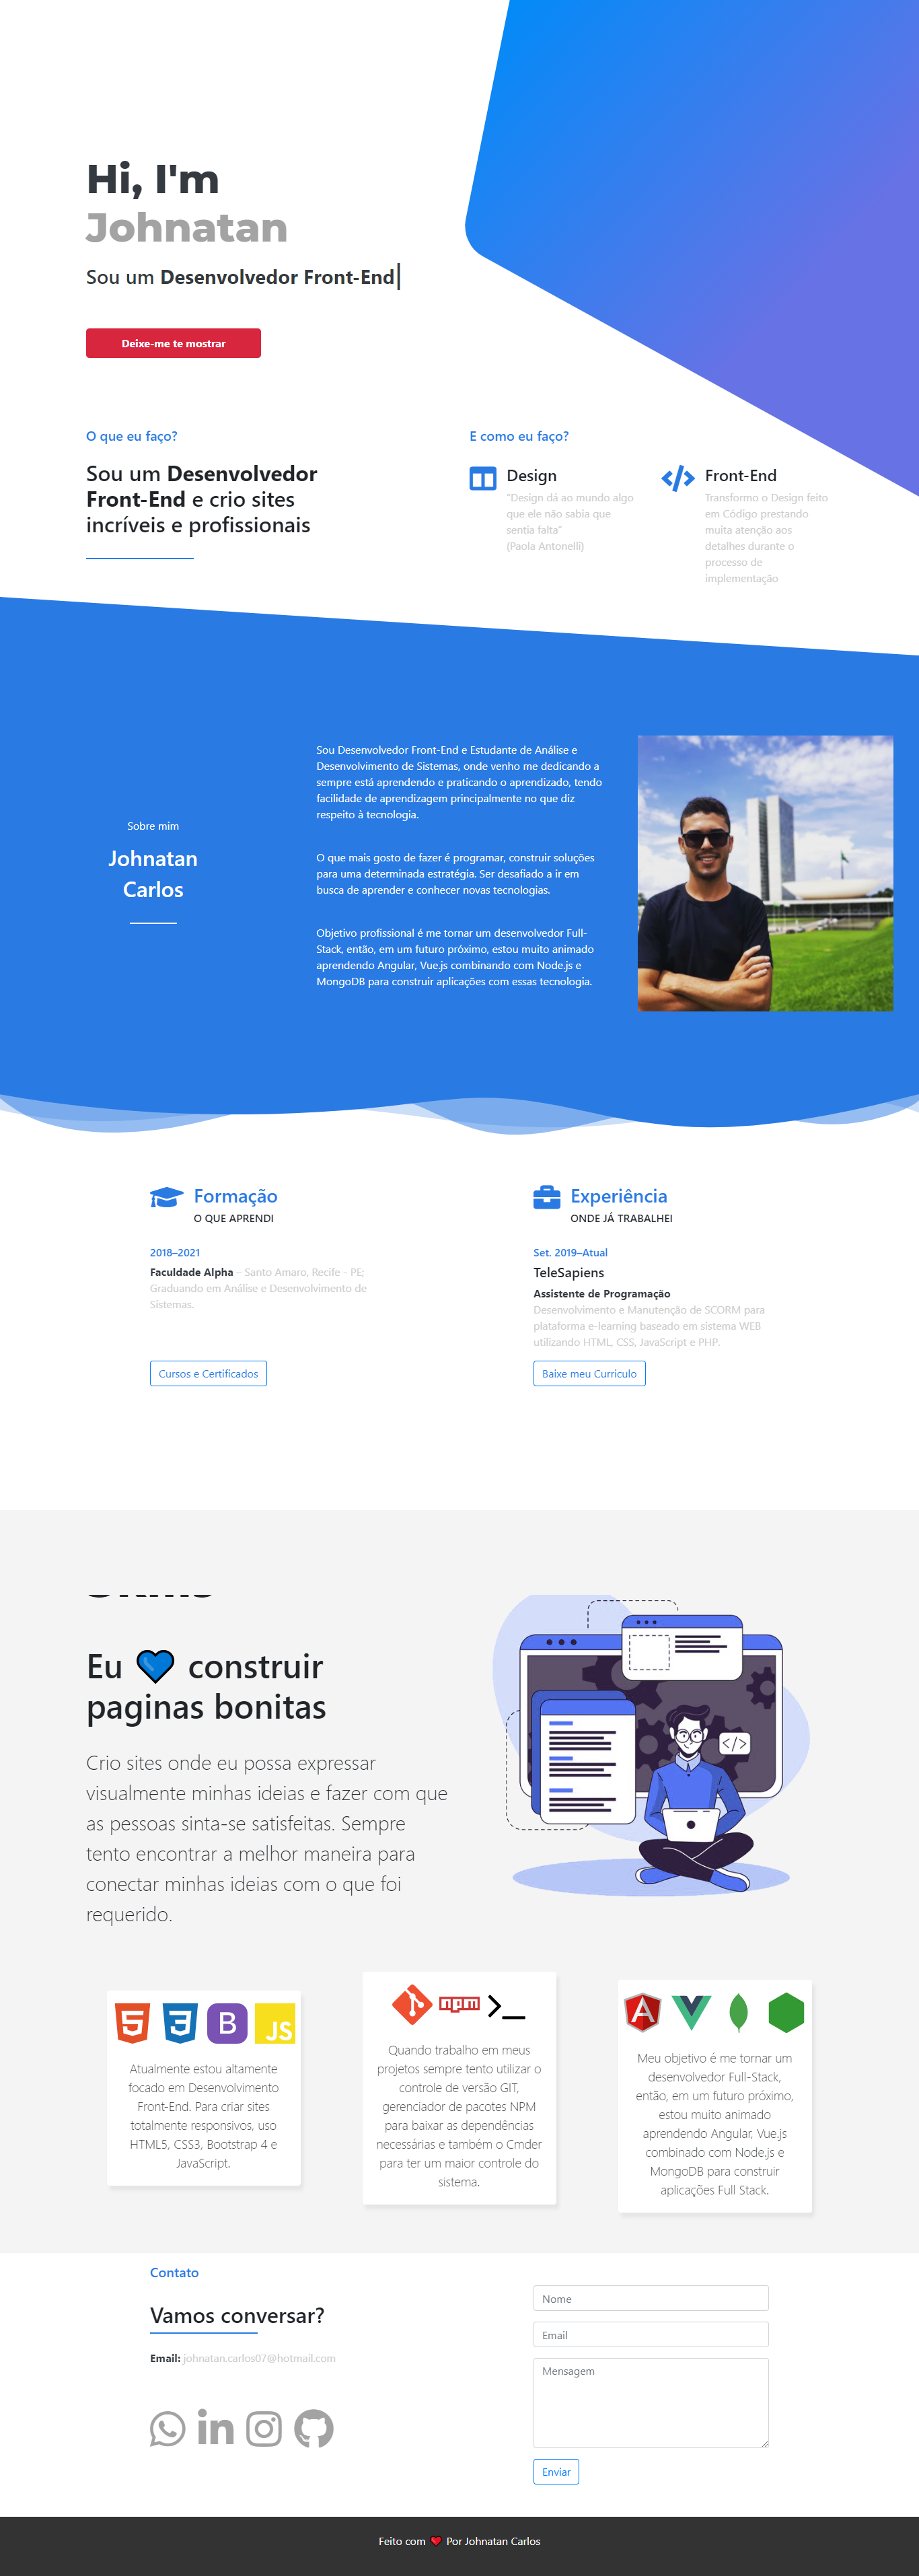 Hi, I'm
Johnatan
Sou um Desenvolvedor Front-End|
Deixe-me te mostrar
O que eu faço?
Sou um Desenvolvedor
Front-End e crio sites
incríveis e profissionais
E como eu faço?
Design
"Design dá ao mundo algo
que ele não sabia que
sentia falta"
(Paola Antonelli)
Front-End
Transformo o Design feito
em Código prestando
muita atenção aos
detalhes durante o
processo de
implementação
Sobre mim
Johnatan
Carlos
Sou Desenvolvedor Front-End e Estudante de Análise e
Desenvolvimento de Sistemas, onde venho me dedicando a
sempre está aprendendo e praticando o aprendizado, tendo
facilidade de aprendizagem principalmente no que diz
respeito à tecnologia.
O que mais gosto de fazer é programar, construir soluções
para uma determinada estratégia. Ser desafiado a ir em
busca de aprender e conhecer novas tecnologias.
Objetivo profissional é me tornar um desenvolvedor Full-
Stack, então, em um futuro próximo, estou muito animado
aprendendo Angular, Vue.js combinando com Node.js e
MongoDB para construir aplicações com essas tecnologia.
Formação
O QUE APRENDI
2018–2021
Faculdade Alpha – Santo Amaro, Recife - PE;
Graduando em Análise e Desenvolvimento de
Sistemas.
Cursos e Certificados
Experiência
ONDE JÁ TRABALHEI
Set. 2019–Atual
TeleSapiens
Assistente de Programação
Desenvolvimento e Manutenção de SCORM para
plataforma e-learning baseado em sistema WEB
utilizando HTML, CSS, JavaScript e PHP.
Baixe meu Curriculo
Eu 💙 construir
paginas bonitas
Crio sites onde eu possa expressar
visualmente minhas ideias e fazer com que
as pessoas sinta-se satisfeitas. Sempre
tento encontrar a melhor maneira para
conectar minhas ideias com o que foi
requerido.
</>
5 3 B JS
Atualmente estou altamente
focado em Desenvolvimento
Front-End. Para criar sites
totalmente responsivos, uso
HTML5, CSS3, Bootstrap 4 e
JavaScript.
npm >_
Quando trabalho em meus
projetos sempre tento utilizar o
controle de versão GIT,
gerenciador de pacotes NPM
para baixar as dependências
necessárias e também o Cmder
para ter um maior controle do
sistema.
A
Meu objetivo é me tornar um
desenvolvedor Full-Stack,
então, em um futuro próximo,
estou muito animado
aprendendo Angular, Vue.js
combinado com Node.js e
MongoDB para construir
aplicações Full Stack.
Contato
Vamos conversar?
Email: johnatan.carlos07@hotmail.com
in
Nome
Email
Mensagem
Enviar
Feito com ❤ Por Johnatan Carlos